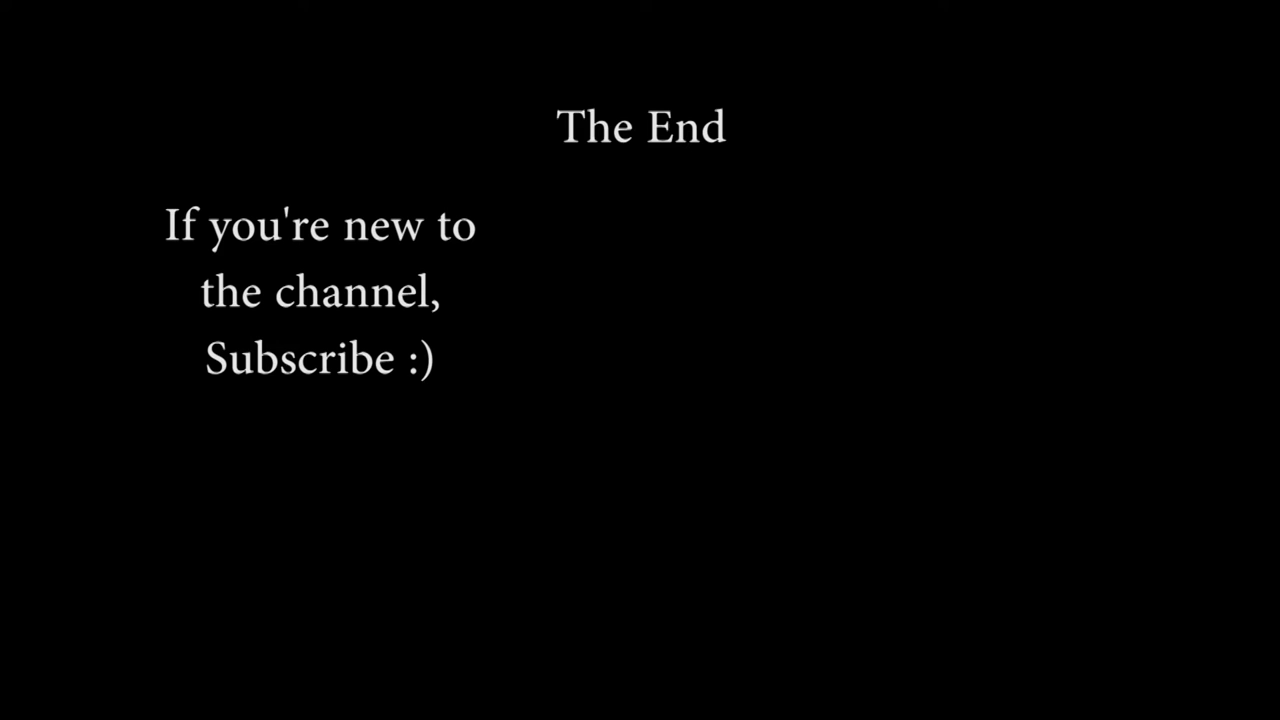 The End
If you're new to
the channel,
Subscribe :)